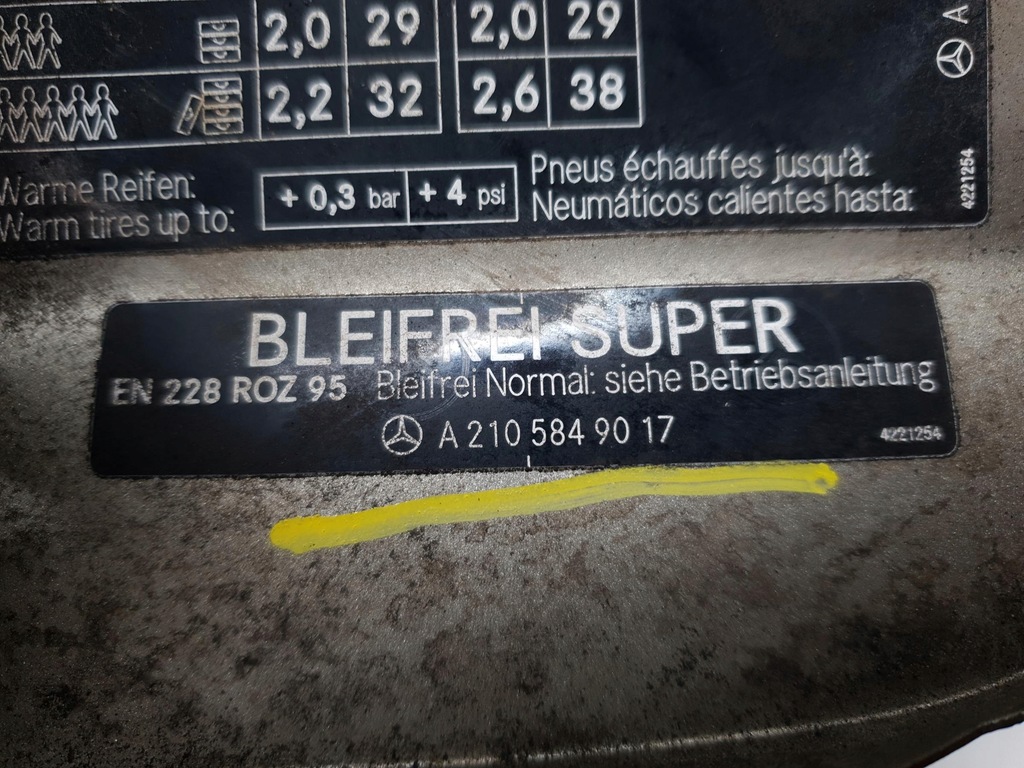 2,0 29 2,0 29
2,2 32 2,6 38
Warme Reifen:
Warm tires up to:
+ 0,3 bar + 4 psi
Pneus échauffes jusqu'à:
Neumáticos calientes hasta:
4221254
A
BLEIFREI SUPER
EN 228 ROZ 95 Bleifrei Normal: siehe Betriebsanleitung
A 210 584 90 17
4221254